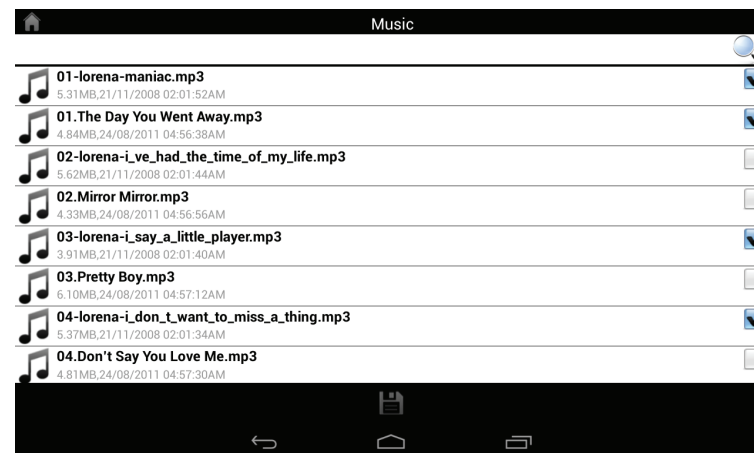 Music
01-lorena-maniac.mp3
5.31MB,21/11/2008 02:01:52AM
01.The Day You Went Away.mp3
4.84MB,24/08/2011 04:56:38AM
02-lorena-i_ve_had_the_time_of_my_life.mp3
5.62MB,21/11/2008 02:01:44AM
02.Mirror Mirror.mp3
4.33MB,24/08/2011 04:56:56AM
03-lorena-i_say_a_little_player.mp3
3.91MB,21/11/2008 02:01:40AM
03.Pretty Boy.mp3
6.10MB,24/08/2011 04:57:12AM
04-lorena-i_don_t_want_to_miss_a_thing.mp3
5.37MB,21/11/2008 02:01:34AM
04.Don't Say You Love Me.mp3
4.81MB,24/08/2011 04:57:30AM